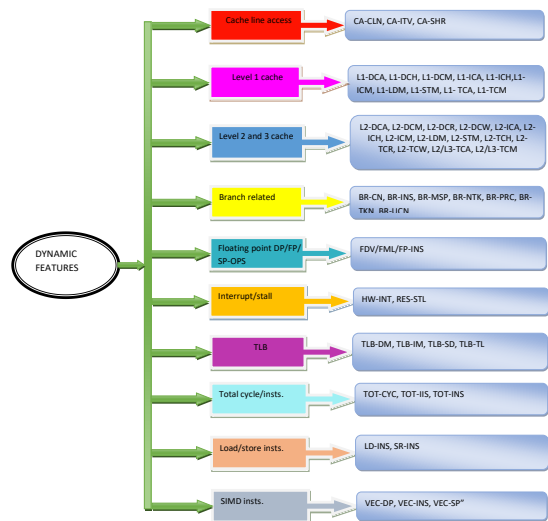 Cache line access
CA-CLN, CA-ITV, CA-SHR
Level 1 cache
L1-DCA, L1-DCH, L1-DCM, L1-ICA, L1-ICH,L1-
ICM, L1-LDM, L1-STM, L1- TCA, L1-TCM
Level 2 and 3 cache
L2-DCA, L2-DCM, L2-DCR, L2-DCW, L2-ICA, L2-
ICH, L2-ICM, L2-LDM, L2-STM, L2-TCH, L2-
TCR, L2-TCW, L2/L3-TCA, L2/L3-TCM
Branch related
BR-CN, BR-INS, BR-MSP, BR-NTK, BR-PRC, BR-
TKN, BR-UCN
DYNAMIC
FEATURES
Floating point DP/FP/
SP-OPS
FDV/FML/FP-INS
Interrupt/stall
HW-INT, RES-STL
TLB
TLB-DM, TLB-IM, TLB-SD, TLB-TL
Total cycle/insts.
TOT-CYC, TOT-IIS, TOT-INS
Load/store insts.
LD-INS, SR-INS
SIMD insts.
VEC-DP, VEC-INS, VEC-SP”